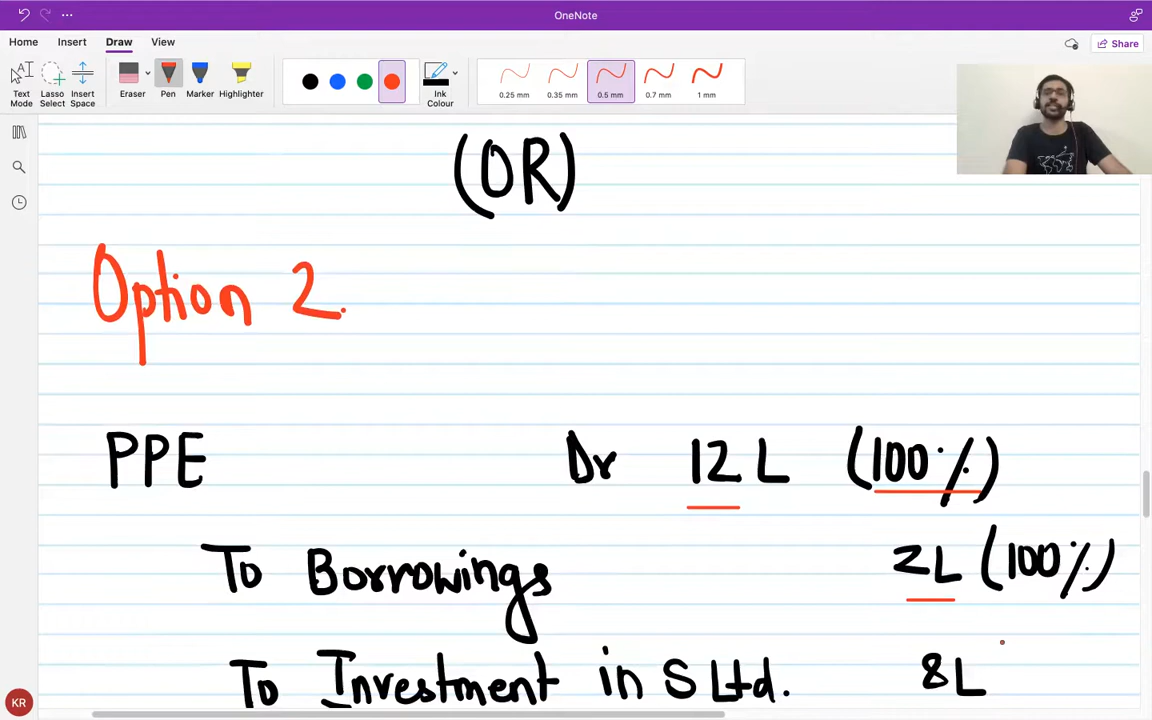 OneNote
Home Insert Draw View
Share
Text Mode
Lasso Select
Insert Space
Eraser
Pen
Marker
Highlighter
Ink Colour
0.25 mm
0.35 mm
0.5 mm
0.7 mm
1 mm
(OR)
Option 2.
PPE Dr 12 L (100%)
To Borrowings 2L (100%)
To Investment in S Ltd. 8L
KR